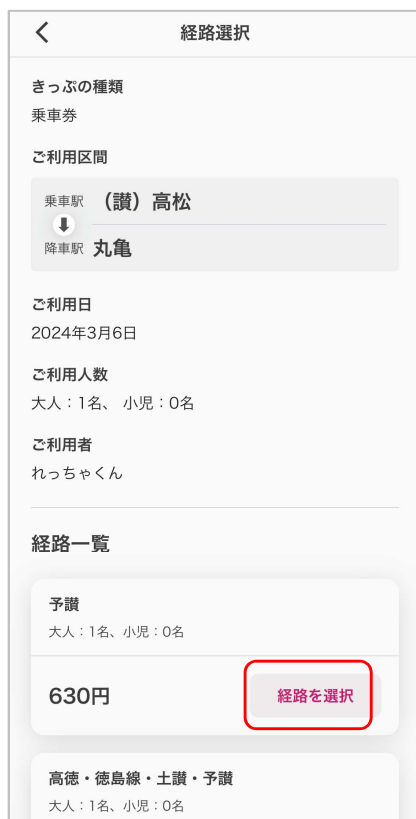 経路選択
きっぷの種類
乗車券
ご利用区間
乗車駅 （讃）高松
降車駅 丸亀
ご利用日
2024年3月6日
ご利用人数
大人：1名、 小児：0名
ご利用者
れっちゃくん
経路一覧
予讃
大人：1名、小児：0名
630円 経路を選択
高徳・徳島線・土讃・予讃
大人：1名、小児：0名